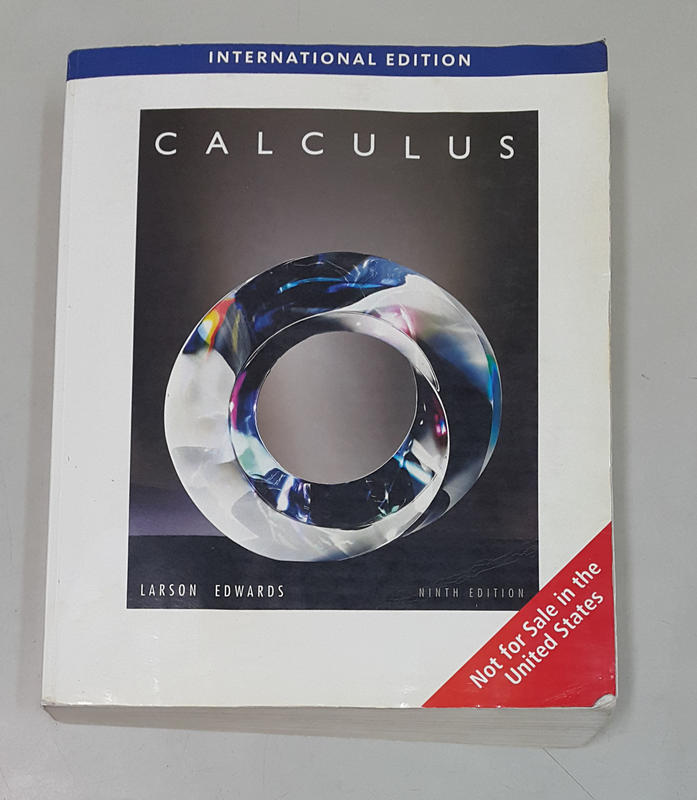 INTERNATIONAL EDITION
CALCULUS
LARSON EDWARDS
NINTH EDITION
Not for Sale in the
United States